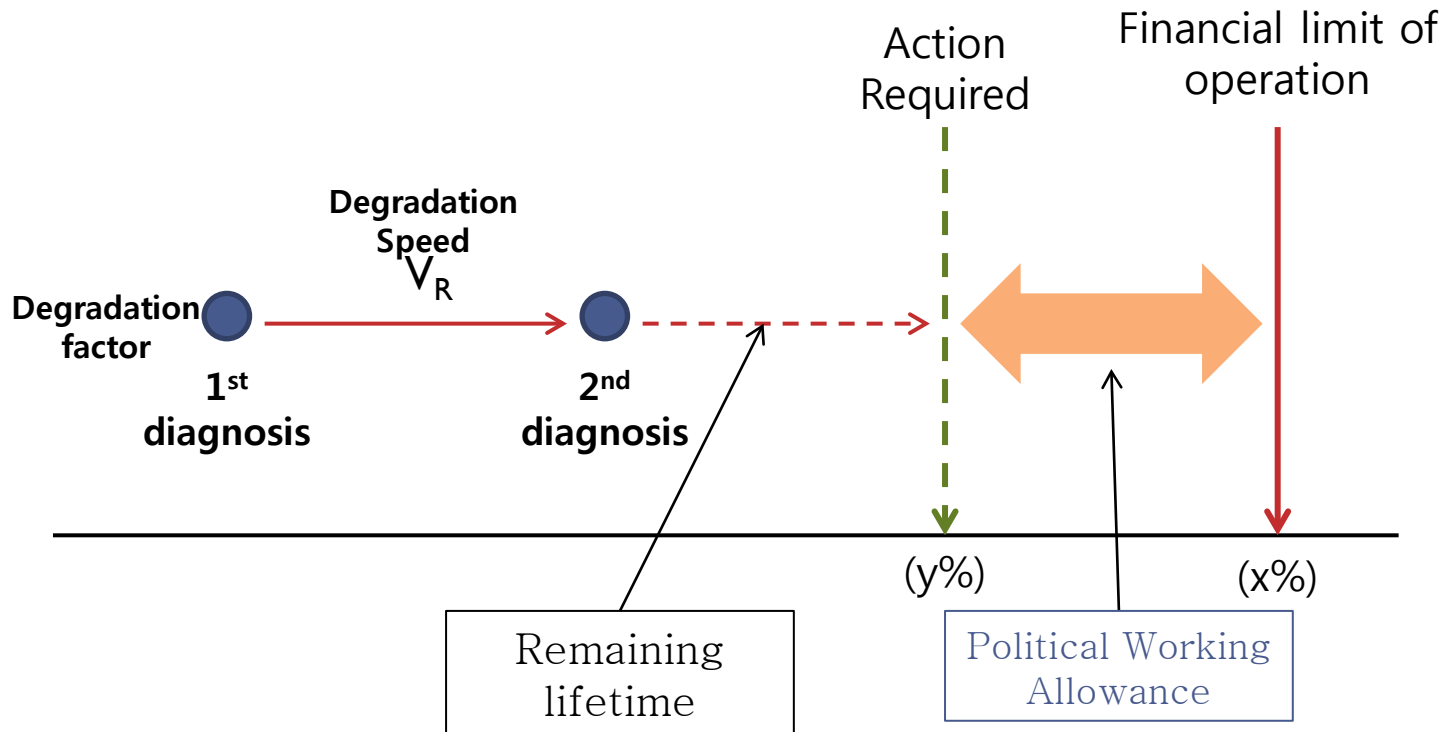 Action
Required
Financial limit of
operation
Degradation
Speed
V_R
Degradation
factor
1st
diagnosis
2nd
diagnosis
(y%)
(x%)
Remaining
lifetime
Political Working
Allowance